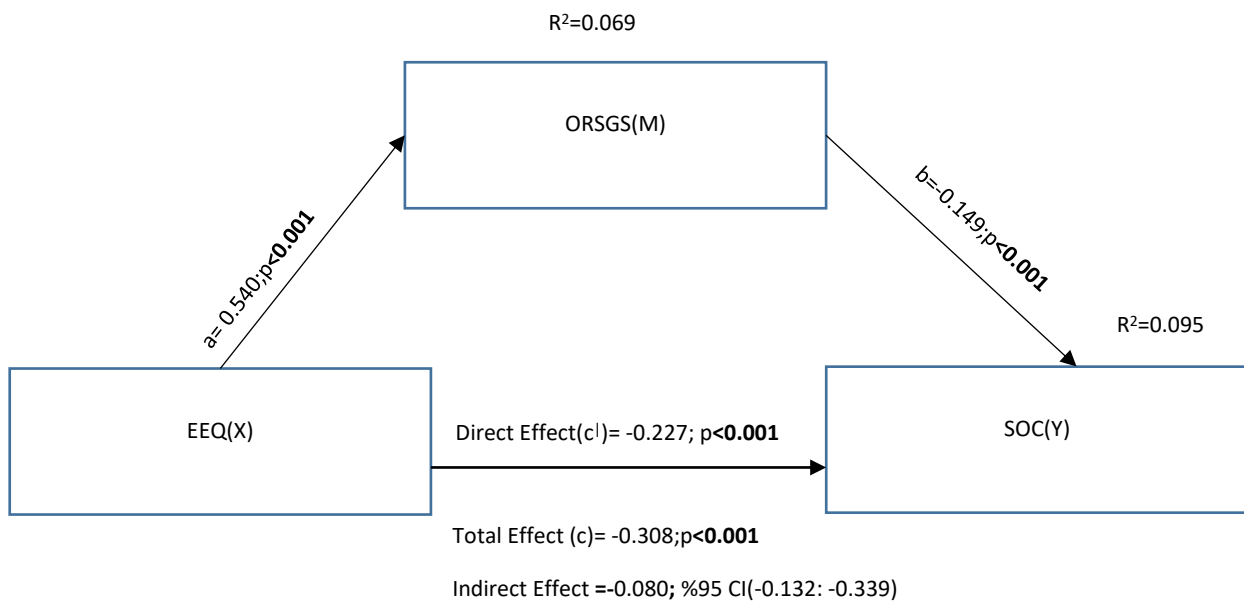 R²=0.069
ORSGS(M)
a= 0.540;p<0.001
b=-0.149;p<0.001
R²=0.095
EEQ(X)
Direct Effect(c|)= -0.227; p<0.001
SOC(Y)
Total Effect (c)= -0.308;p<0.001
Indirect Effect =-0.080; %95 CI(-0.132: -0.339)